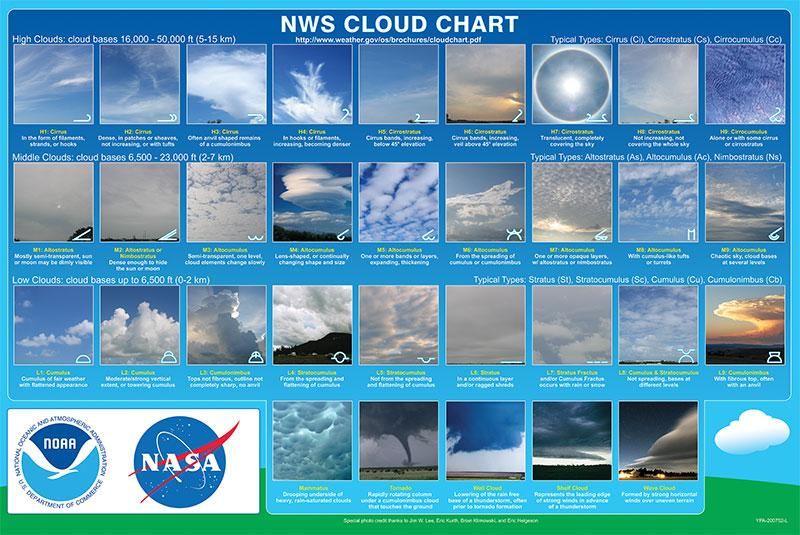 NWS CLOUD CHART
http://www.weather.gov/os/brochures/cloudchart.pdf
High Clouds: cloud bases 16,000 - 50,000 ft (5-15 km)
Typical Types: Cirrus (Ci), Cirrostratus (Cs), Cirrocumulus (Cc)
H1: Cirrus
In the form of filaments,
strands, or hooks
H2: Cirrus
Dense, in patches or sheaves,
not increasing, or with tufts
H3: Cirrus
Often anvil shaped remains
of a cumulonimbus
H4: Cirrus
In hooks or filaments,
increasing, becoming denser
H5: Cirrostratus
Cirrus bands, increasing,
below 45° elevation
H6: Cirrostratus
Cirrus bands, increasing,
veil above 45° elevation
H7: Cirrostratus
Translucent, completely
covering the sky
H8: Cirrostratus
Not increasing, not
covering the whole sky
H9: Cirrocumulus
Alone or with some cirrus
or cirrostratus
Middle Clouds: cloud bases 6,500 - 23,000 ft (2-7 km)
Typical Types: Altostratus (As), Altocumulus (Ac), Nimbostratus (Ns)
M1: Altostratus
Mostly semi-transparent, sun
or moon may be dimly visible
M2: Altostratus or
Nimbostratus
Dense enough to hide
the sun or moon
M3: Altocumulus
Semi-transparent, one level,
cloud elements change slowly
M4: Altocumulus
Lens-shaped, or continually
changing shape and size
M5: Altocumulus
One or more bands or layers,
expanding, thickening
M6: Altocumulus
From the spreading of
cumulus or cumulonimbus
M7: Altocumulus
One or more opaque layers,
w/ altostratus or nimbostratus
M8: Altocumulus
With cumulus-like tufts
or turrets
M9: Altocumulus
Chaotic sky, cloud bases
at several levels
Low Clouds: cloud bases up to 6,500 ft (0-2 km)
Typical Types: Stratus (St), Stratocumulus (Sc), Cumulus (Cu), Cumulonimbus (Cb)
L1: Cumulus
Cumulus of fair weather
with flattened appearance
L2: Cumulus
Moderate/strong vertical
extent, or towering cumulus
L3: Cumulonimbus
Tops not fibrous, outline not
completely sharp, no anvil
L4: Stratocumulus
From the spreading and
flattening of cumulus
L5: Stratocumulus
Not from the spreading
and flattening of cumulus
L6: Stratus
In a continuous layer
and/or ragged shreds
L7: Stratus Fractus
and/or Cumulus Fractus
occurs with rain or snow
L8: Cumulus & Stratocumulus
Not spreading, bases at
different levels
L9: Cumulonimbus
With fibrous top, often
with an anvil
NATIONAL OCEANIC AND ATMOSPHERIC ADMINISTRATION
NOAA
U.S. DEPARTMENT OF COMMERCE
NASA
Mammatus
Drooping underside of
heavy, rain-saturated clouds
Tornado
Rapidly rotating column
under a cumulonimbus cloud
that touches the ground
Wall Cloud
Lowering of the rain free
base of a thunderstorm, often
prior to tornado formation
Shelf Cloud
Represents the leading edge
of strong winds in advance
of a thunderstorm
Wave Cloud
Formed by strong horizontal
winds over uneven terrain
Special photo credit thanks to Jim W. Lee, Eric Kurth, Brian Klimowski, and Eric Helgeson
YPA-200752-L